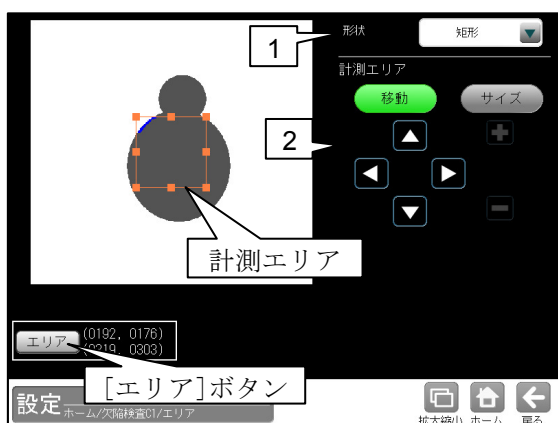 1
形状
矩形
計測エリア
移動
サイズ
2
計測エリア
エリア
(0192, 0176)
(0319, 0303)
[エリア]ボタン
設定
ホーム/欠陥検査C1/エリア
拡大縮小
ホーム
戻る